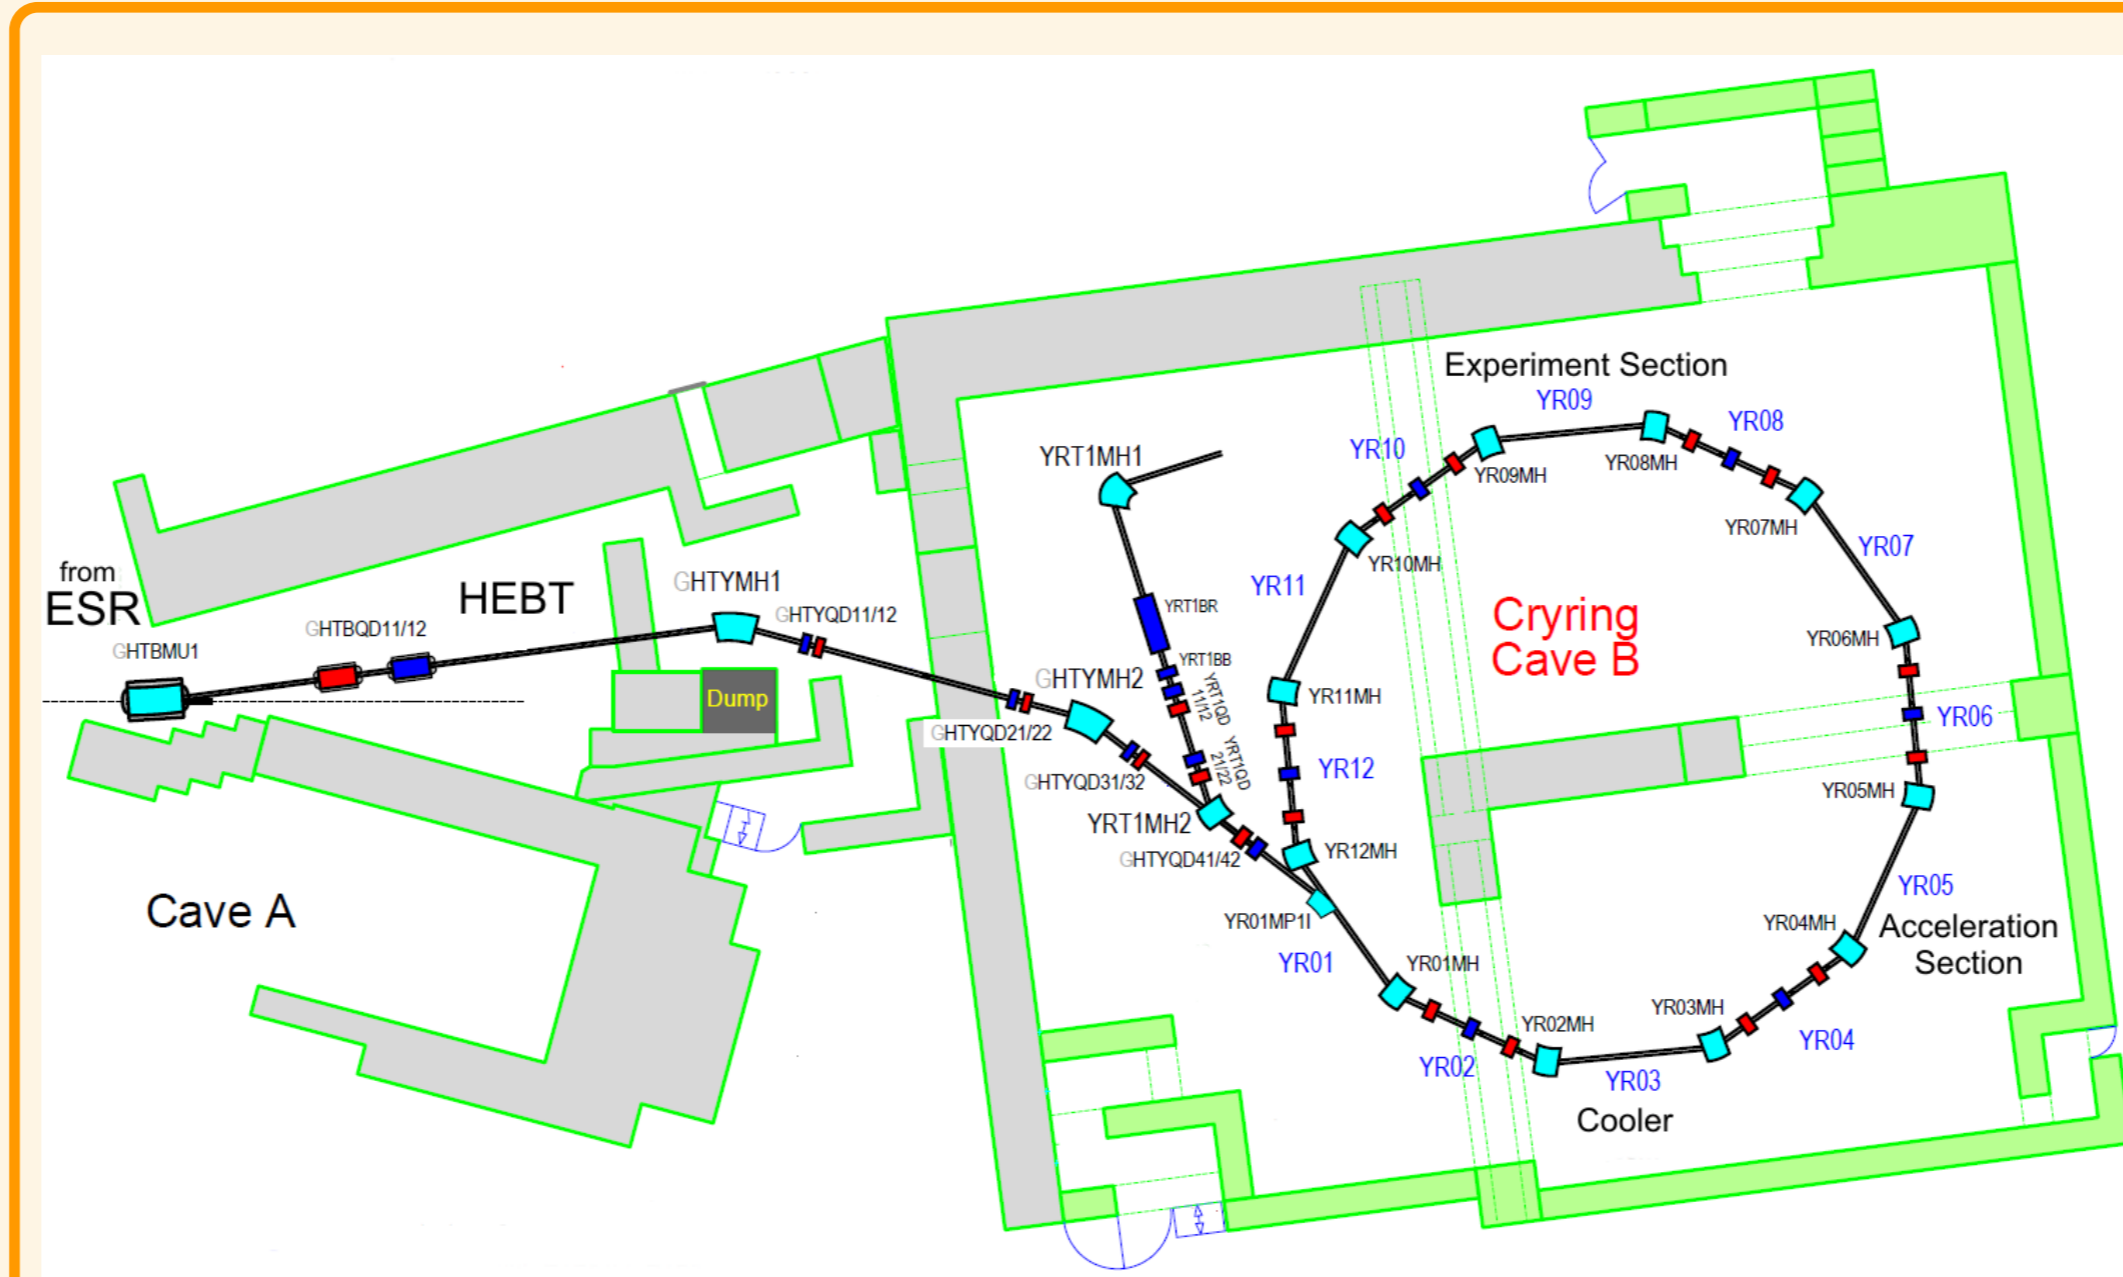 Experiment Section
YR09
YR08
YR10
YRT1MH1
YR09MH
YR08MH
YR07MH
YR07
YR10MH
from
ESR
HEBT
GHTYMH1
YR11
GHTBQD11/12
GHTYQD11/12
YRT1BR
Cryring
Cave B
YR06MH
GHTBMU1
YRT1BB
GHTYMH2
YRT1QD
11/12
YR11MH
Dump
YR06
GHTYQD21/22
YRT1QD
21/22
YR12
GHTYQD31/32
YR05MH
YRT1MH2
YR12MH
GHTYQD41/42
YR05
Cave A
YR01MP1I
YR04MH
Acceleration
Section
YR01
YR01MH
YR03MH
YR02MH
YR04
YR02
YR03
Cooler